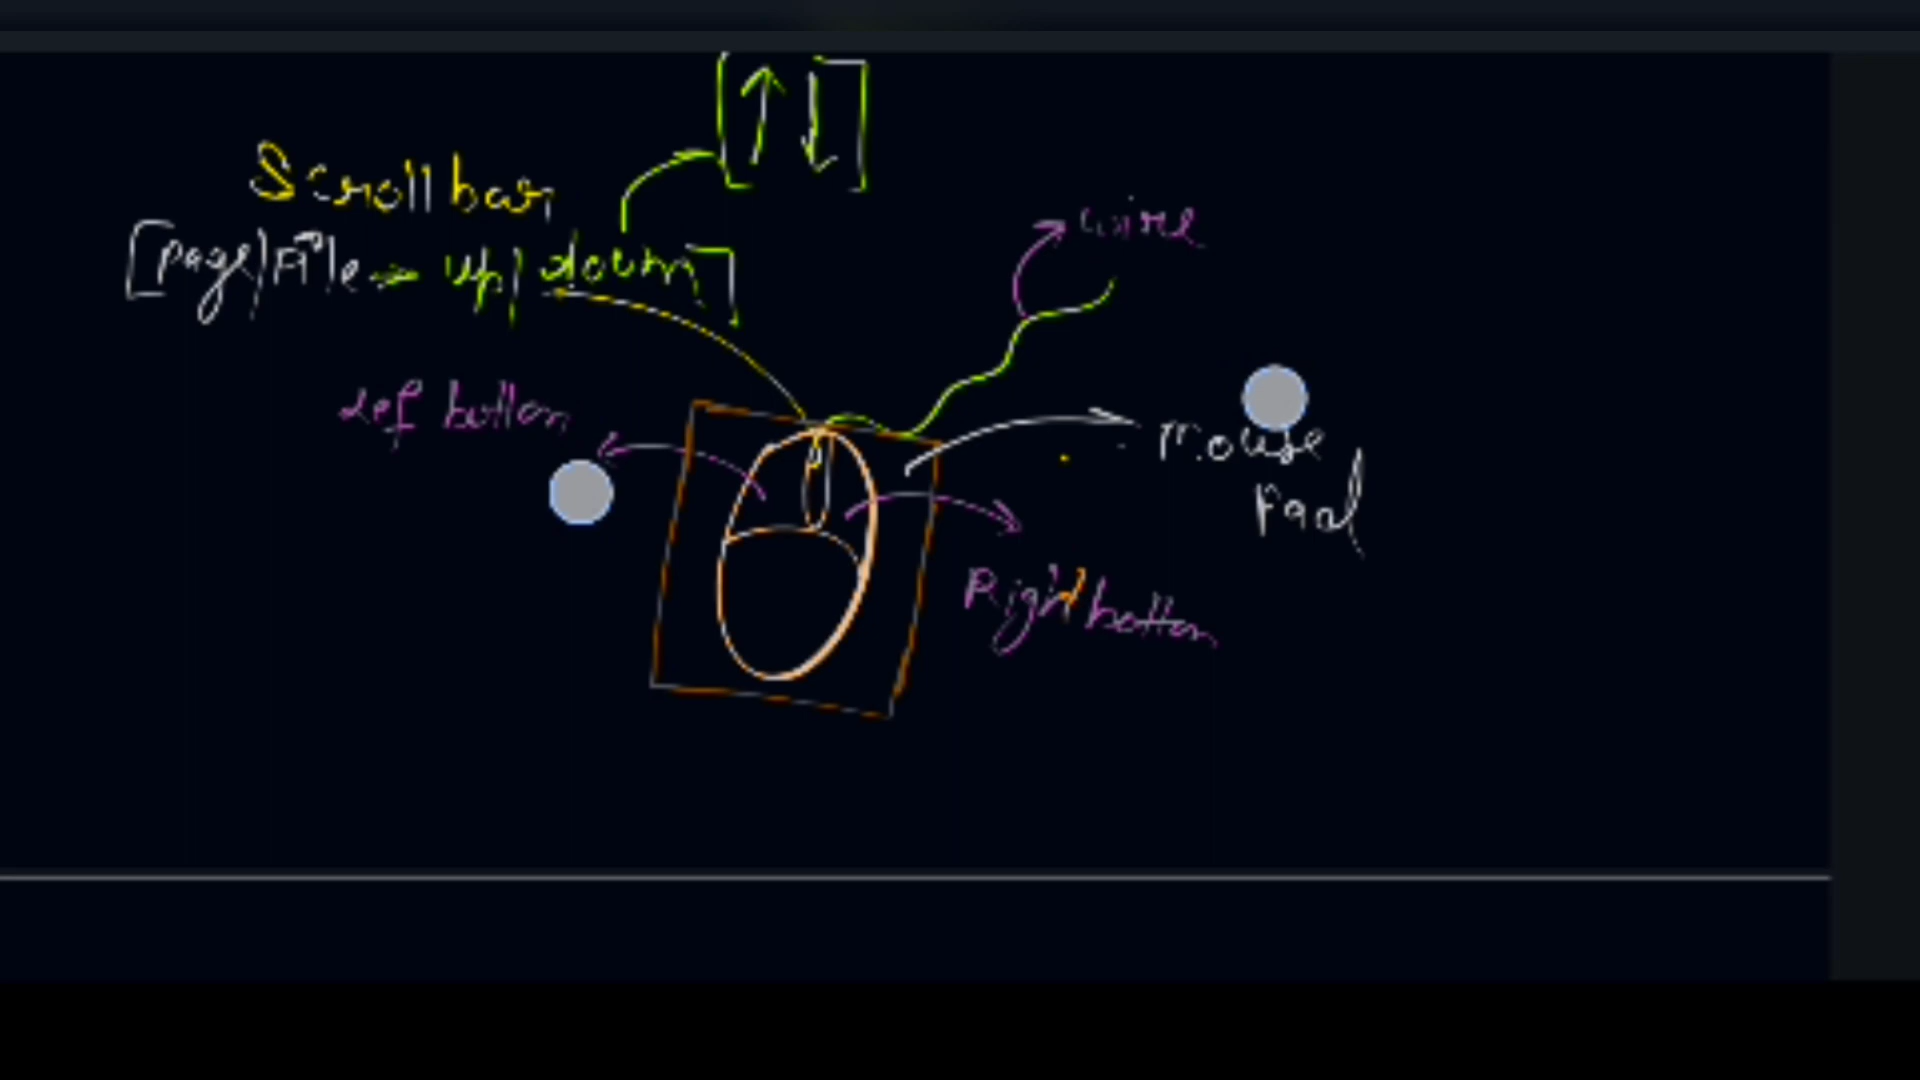 Scroll bar
[Page|File → up| down]
↑ ↓
wire
Lef button
mouse
Pad
Right button